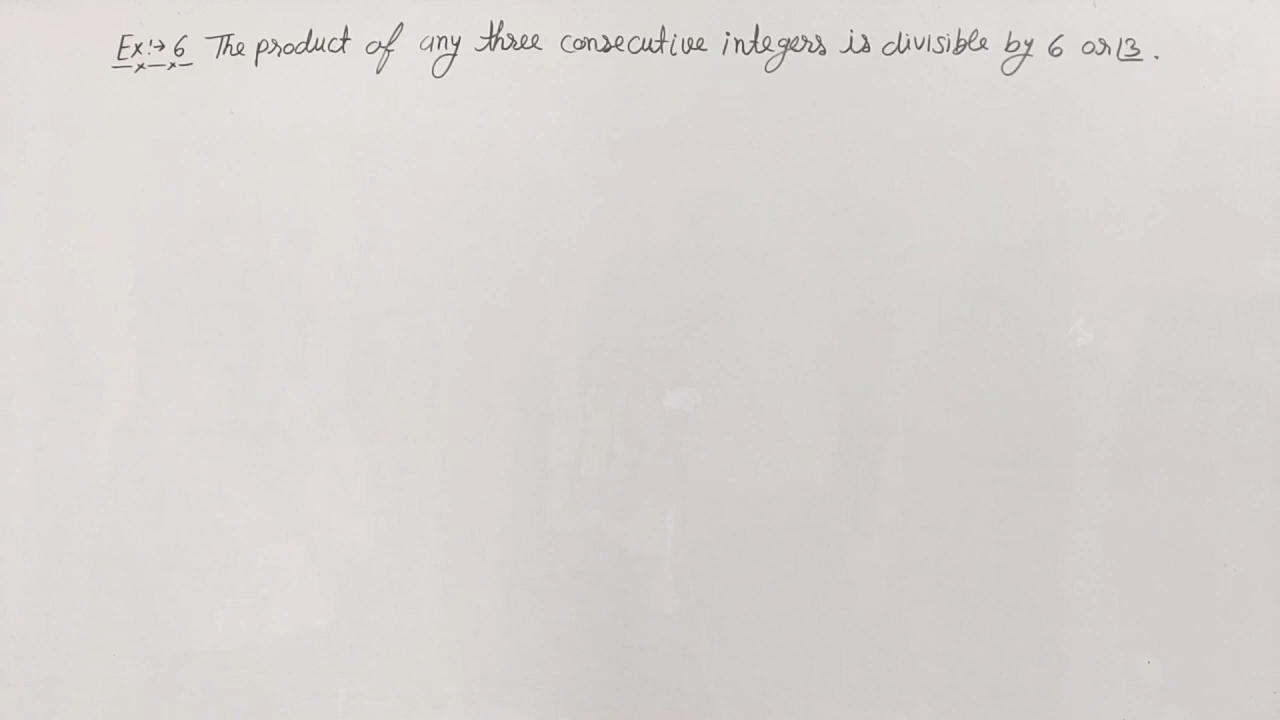 Ex:→ 6 The product of any three consecutive integers is divisible by 6 or ⌊3.